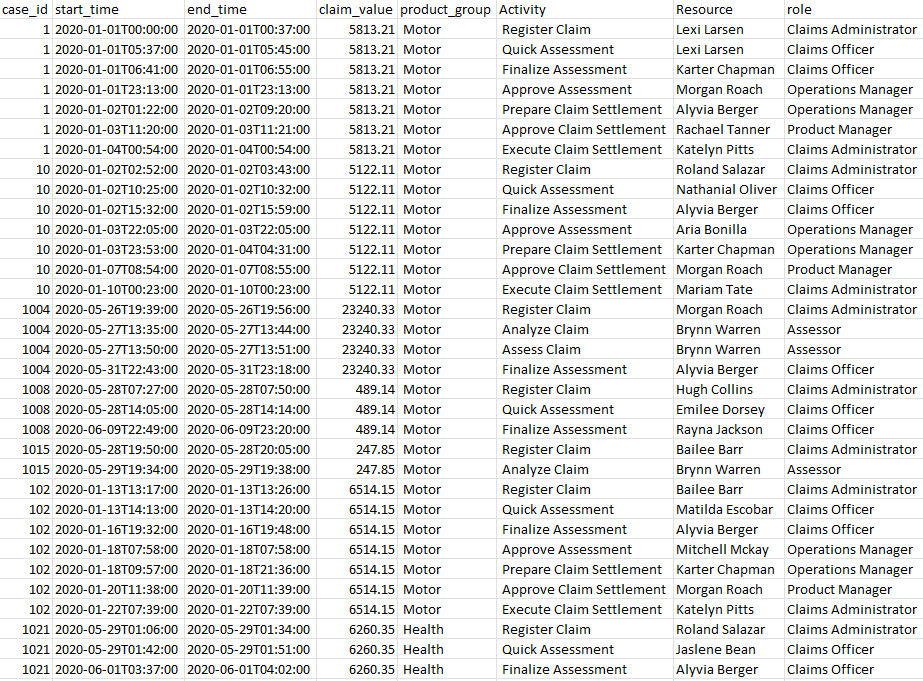 case_id start_time end_time claim_value product_group Activity Resource role
1 2020-01-01T00:00:00 2020-01-01T00:37:00 5813.21 Motor Register Claim Lexi Larsen Claims Administrator
1 2020-01-01T05:37:00 2020-01-01T05:45:00 5813.21 Motor Quick Assessment Lexi Larsen Claims Officer
1 2020-01-01T06:41:00 2020-01-01T06:55:00 5813.21 Motor Finalize Assessment Karter Chapman Claims Officer
1 2020-01-01T23:13:00 2020-01-01T23:13:00 5813.21 Motor Approve Assessment Morgan Roach Operations Manager
1 2020-01-02T01:22:00 2020-01-02T09:20:00 5813.21 Motor Prepare Claim Settlement Alyvia Berger Operations Manager
1 2020-01-03T11:20:00 2020-01-03T11:21:00 5813.21 Motor Approve Claim Settlement Rachael Tanner Product Manager
1 2020-01-04T00:54:00 2020-01-04T00:54:00 5813.21 Motor Execute Claim Settlement Katelyn Pitts Claims Administrator
10 2020-01-02T02:52:00 2020-01-02T03:43:00 5122.11 Motor Register Claim Roland Salazar Claims Administrator
10 2020-01-02T10:25:00 2020-01-02T10:32:00 5122.11 Motor Quick Assessment Nathanial Oliver Claims Officer
10 2020-01-02T15:32:00 2020-01-02T15:59:00 5122.11 Motor Finalize Assessment Alyvia Berger Claims Officer
10 2020-01-03T22:05:00 2020-01-03T22:05:00 5122.11 Motor Approve Assessment Aria Bonilla Operations Manager
10 2020-01-03T23:53:00 2020-01-04T04:31:00 5122.11 Motor Prepare Claim Settlement Karter Chapman Operations Manager
10 2020-01-07T08:54:00 2020-01-07T08:55:00 5122.11 Motor Approve Claim Settlement Morgan Roach Product Manager
10 2020-01-10T00:23:00 2020-01-10T00:23:00 5122.11 Motor Execute Claim Settlement Mariam Tate Claims Administrator
1004 2020-05-26T19:39:00 2020-05-26T19:56:00 23240.33 Motor Register Claim Morgan Roach Claims Administrator
1004 2020-05-27T13:35:00 2020-05-27T13:44:00 23240.33 Motor Analyze Claim Brynn Warren Assessor
1004 2020-05-27T13:50:00 2020-05-27T13:51:00 23240.33 Motor Assess Claim Brynn Warren Assessor
1004 2020-05-31T22:43:00 2020-05-31T23:18:00 23240.33 Motor Finalize Assessment Alyvia Berger Claims Officer
1008 2020-05-28T07:27:00 2020-05-28T07:50:00 489.14 Motor Register Claim Hugh Collins Claims Administrator
1008 2020-05-28T14:05:00 2020-05-28T14:14:00 489.14 Motor Quick Assessment Emilee Dorsey Claims Officer
1008 2020-06-09T22:49:00 2020-06-09T23:20:00 489.14 Motor Finalize Assessment Rayna Jackson Claims Officer
1015 2020-05-28T19:50:00 2020-05-28T20:05:00 247.85 Motor Register Claim Bailee Barr Claims Administrator
1015 2020-05-29T19:34:00 2020-05-29T19:38:00 247.85 Motor Analyze Claim Brynn Warren Assessor
102 2020-01-13T13:17:00 2020-01-13T13:26:00 6514.15 Motor Register Claim Bailee Barr Claims Administrator
102 2020-01-13T14:13:00 2020-01-13T14:20:00 6514.15 Motor Quick Assessment Matilda Escobar Claims Officer
102 2020-01-16T19:32:00 2020-01-16T19:48:00 6514.15 Motor Finalize Assessment Alyvia Berger Claims Officer
102 2020-01-18T07:58:00 2020-01-18T07:58:00 6514.15 Motor Approve Assessment Mitchell Mckay Operations Manager
102 2020-01-18T09:57:00 2020-01-18T21:36:00 6514.15 Motor Prepare Claim Settlement Karter Chapman Operations Manager
102 2020-01-20T11:38:00 2020-01-20T11:39:00 6514.15 Motor Approve Claim Settlement Morgan Roach Product Manager
102 2020-01-22T07:39:00 2020-01-22T07:39:00 6514.15 Motor Execute Claim Settlement Katelyn Pitts Claims Administrator
1021 2020-05-29T01:06:00 2020-05-29T01:34:00 6260.35 Health Register Claim Roland Salazar Claims Administrator
1021 2020-05-29T01:42:00 2020-05-29T01:51:00 6260.35 Health Quick Assessment Jaslene Bean Claims Officer
1021 2020-06-01T03:37:00 2020-06-01T04:02:00 6260.35 Health Finalize Assessment Alyvia Berger Claims Officer